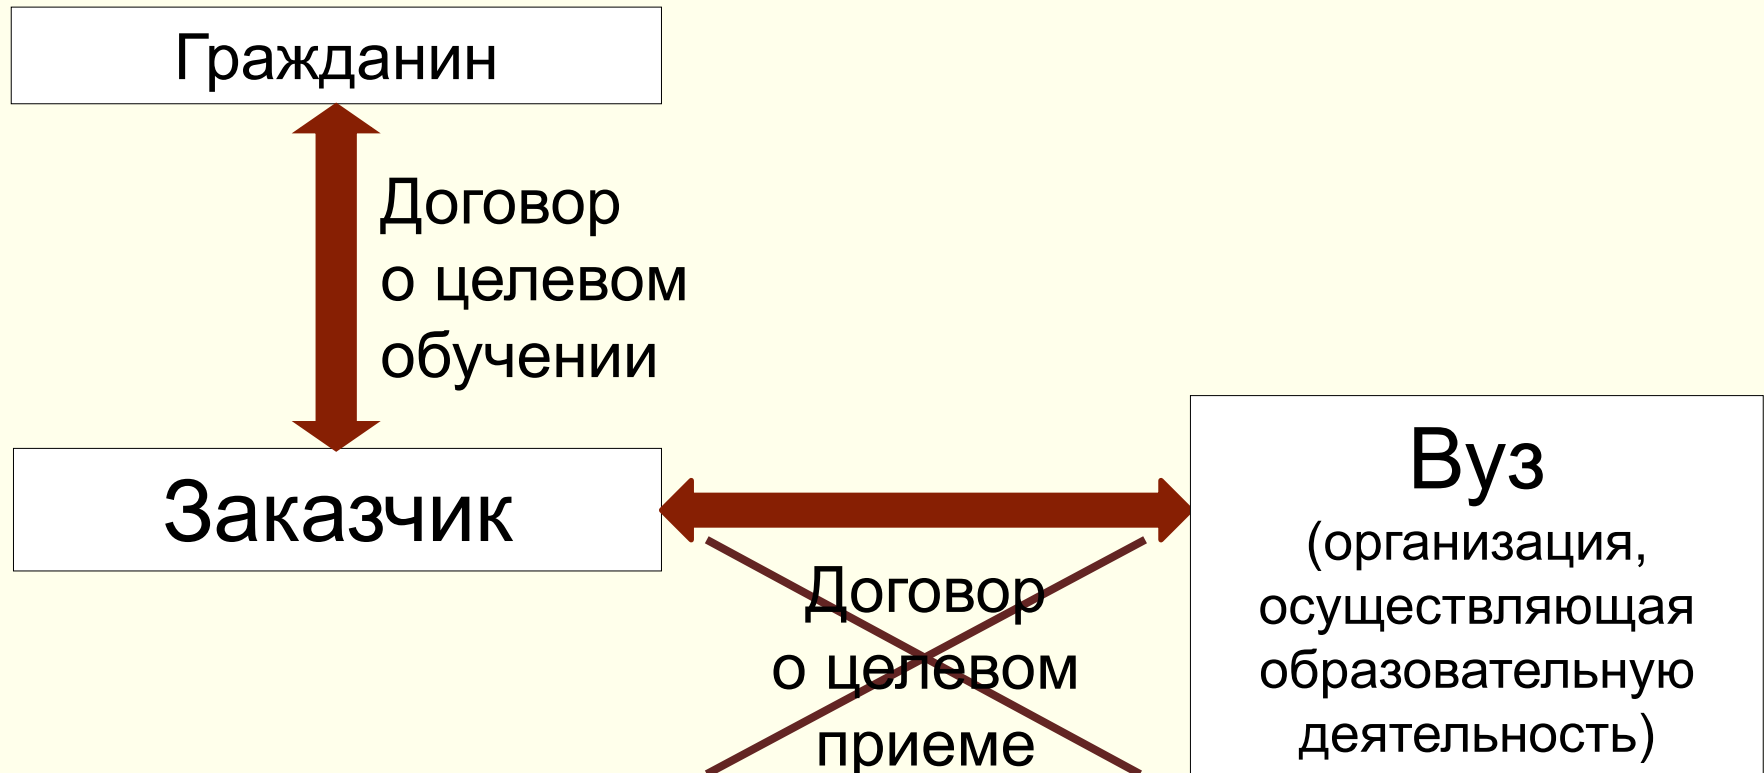 Гражданин
Договор
о целевом
обучении
Заказчик
Договор
о целевом
приеме
Вуз
(организация,
осуществляющая
образовательную
деятельность)